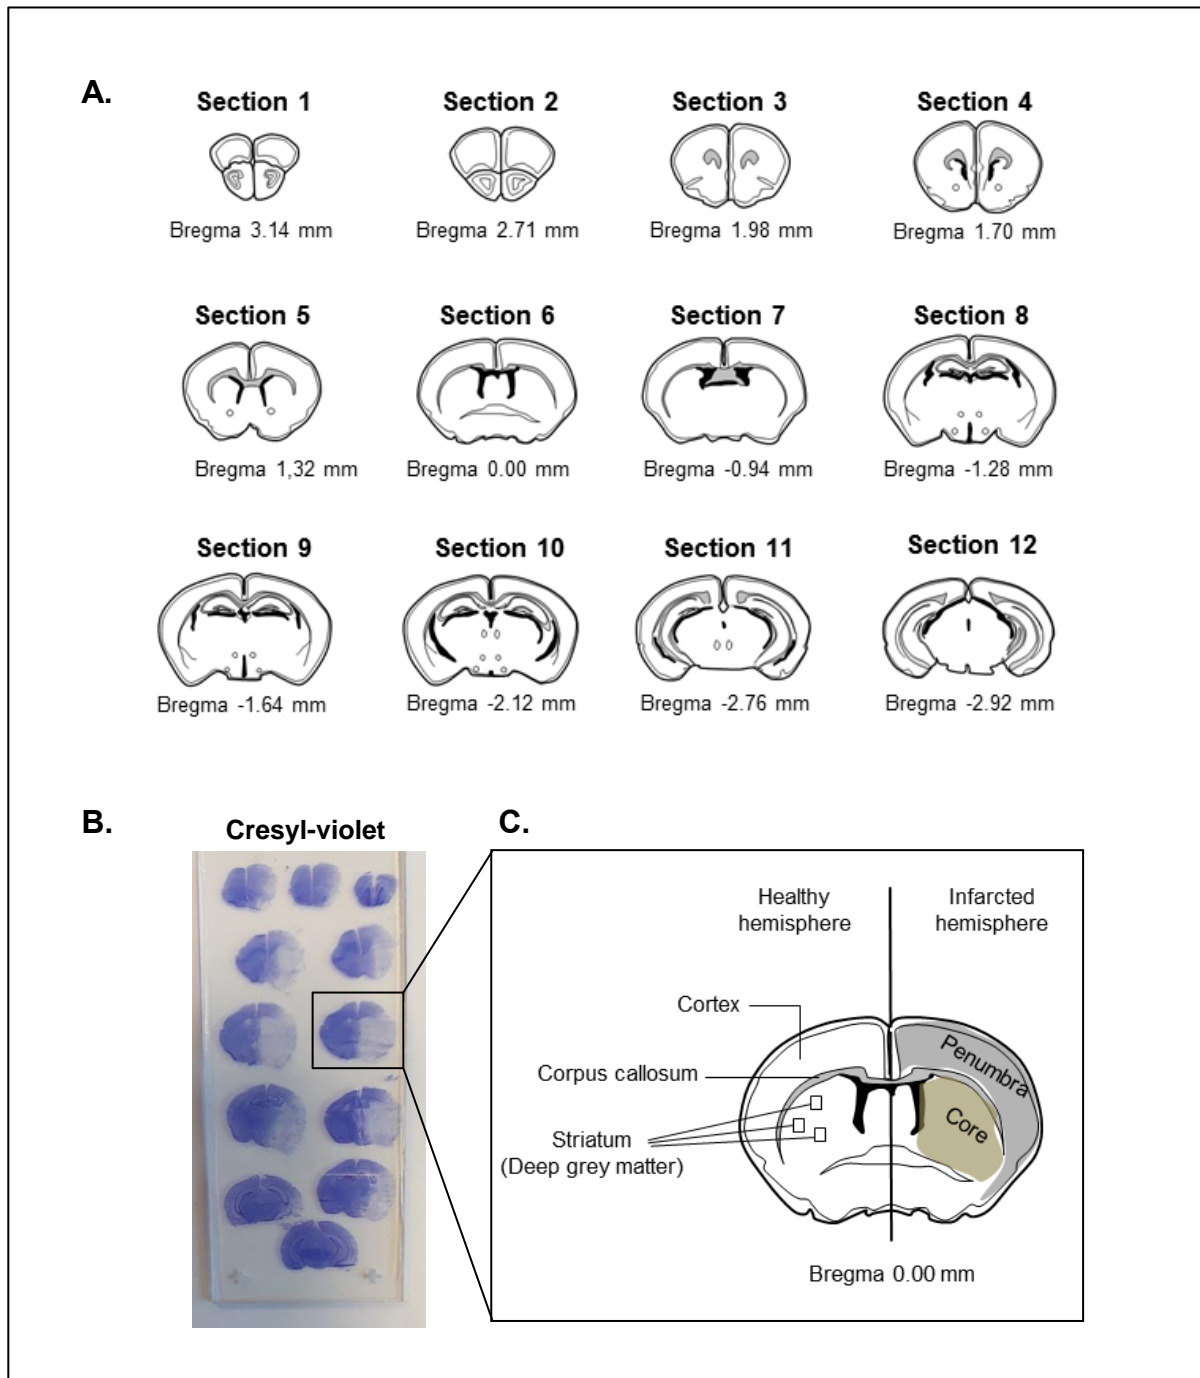 A.
Section 1
Section 2
Section 3
Section 4
Bregma 3.14 mm
Bregma 2.71 mm
Bregma 1.98 mm
Bregma 1.70 mm
Section 5
Section 6
Section 7
Section 8
Bregma 1,32 mm
Bregma 0.00 mm
Bregma -0.94 mm
Bregma -1.28 mm
Section 9
Section 10
Section 11
Section 12
Bregma -1.64 mm
Bregma -2.12 mm
Bregma -2.76 mm
Bregma -2.92 mm
B.
Cresyl-violet
C.
Healthy
hemisphere
Infarcted
hemisphere
Cortex
Penumbra
Corpus callosum
Core
Striatum
(Deep grey matter)
Bregma 0.00 mm